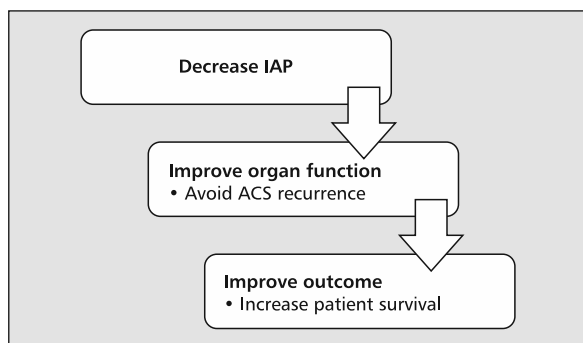 Decrease IAP
Improve organ function
• Avoid ACS recurrence
Improve outcome
• Increase patient survival